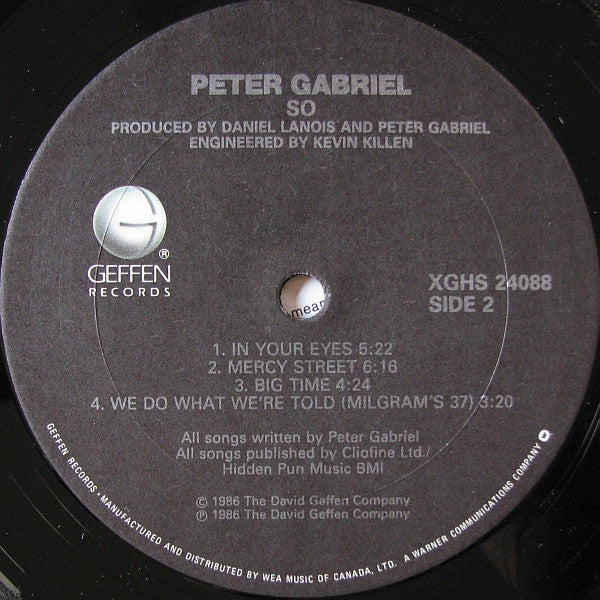 PETER GABRIEL
SO
PRODUCED BY DANIEL LANOIS AND PETER GABRIEL
ENGINEERED BY KEVIN KILLEN
GEFFEN
RECORDS
®
XGHS 24088
SIDE 2
mear
1. IN YOUR EYES 5:22
2. MERCY STREET 6:16
3. BIG TIME 4:24
4. WE DO WHAT WE'RE TOLD (MILGRAM'S 37) 3:20
All songs written by Peter Gabriel
All songs published by Cliofine Ltd./
Hidden Pun Music BMI
© 1986 The David Geffen Company
℗ 1986 The David Geffen Company
GEFFEN RECORDS • MANUFACTURED AND DISTRIBUTED BY WEA MUSIC OF CANADA, LTD. A WARNER COMMUNICATIONS COMPANY